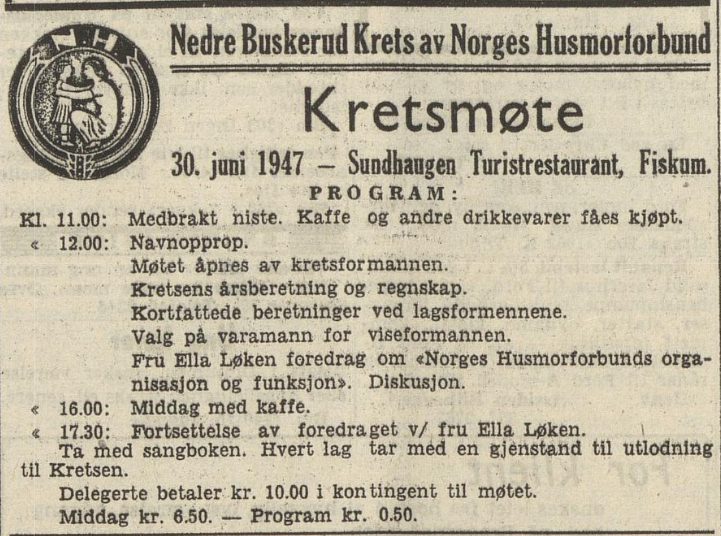 NHF
Nedre Buskerud Krets av Norges Husmorforbund
Kretsmøte
30. juni 1947 — Sundhaugen Turistrestaurant, Fiskum.
PROGRAM:
Kl. 11.00: Medbrakt niste. Kaffe og andre drikkevarer fåes kjøpt.
« 12.00: Navnopprop.
Møtet åpnes av kretsformannen.
Kretsens årsberetning og regnskap.
Kortfattede beretninger ved lagsformennene.
Valg på varamann for viseformannen.
Fru Ella Løken foredrag om «Norges Husmorforbunds orga-
nisasjon og funksjon». Diskusjon.
« 16.00: Middag med kaffe.
« 17.30: Fortsettelse av foredraget v/ fru Ella Løken.
Ta med sangboken. Hvert lag tar med en gjenstand til utlodning
til Kretsen.
Delegerte betaler kr. 10.00 i kontingent til møtet.
Middag kr. 6.50. — Program kr. 0.50.